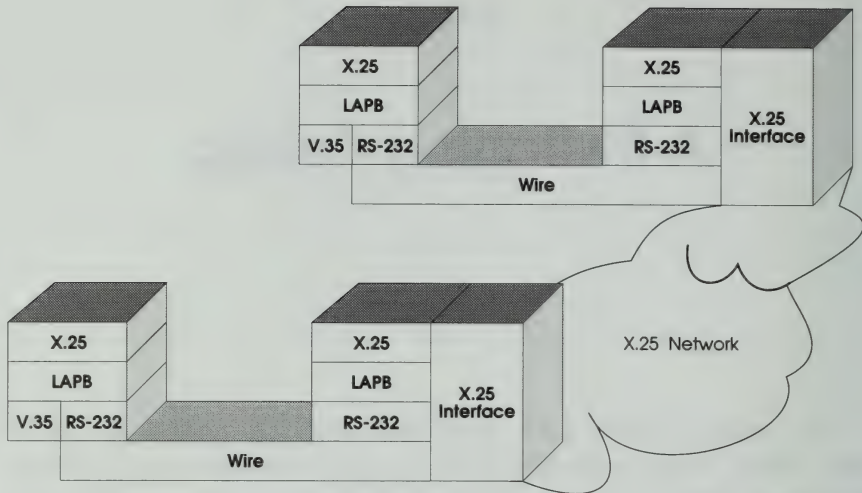 X.25
X.25
LAPB
LAPB
X.25
Interface
V.35
RS-232
RS-232
Wire
X.25
X.25
X.25 Network
LAPB
LAPB
X.25
Interface
V.35
RS-232
RS-232
Wire